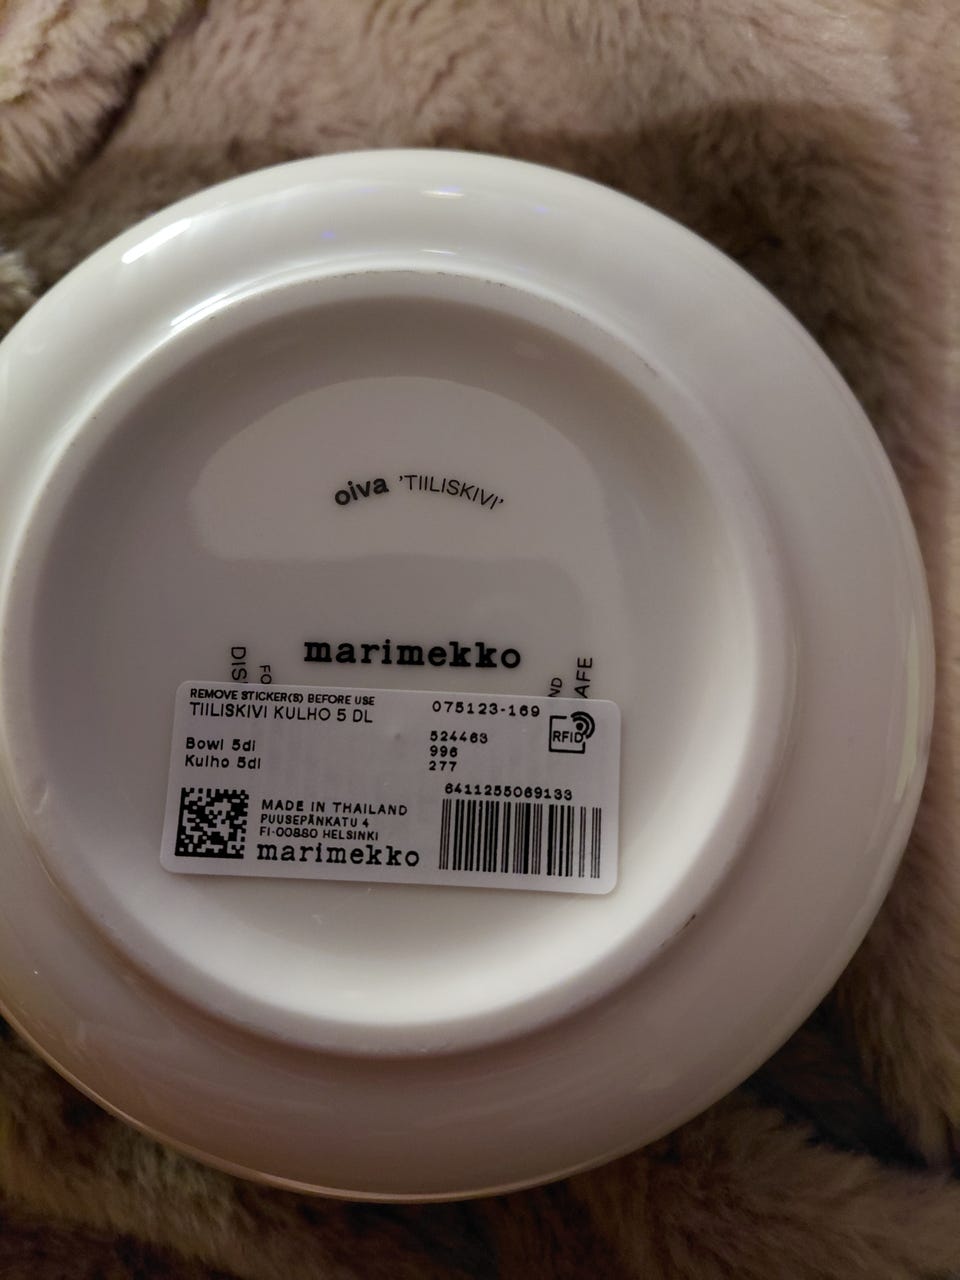 oiva 'TIILISKIVI'
marimekko
REMOVE STICKER(S) BEFORE USE
TIILISKIVI KULHO 5 DL
075123-169
RFID
Bowl 5dl
Kulho 5dl
524463
996
277
6411255069133
MADE IN THAILAND
PUUSEPÄNKATU 4
FI-00880 HELSINKI
marimekko